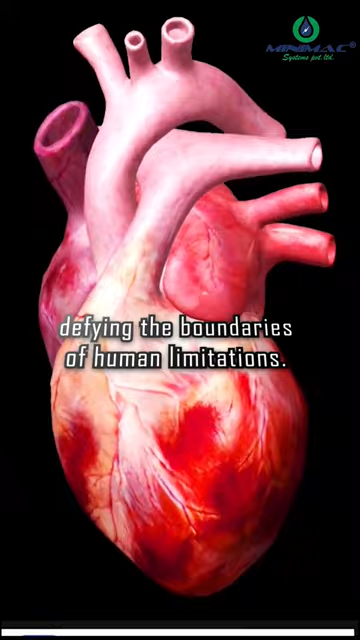 MINIMAC®
Systems pvt. ltd.
defying the boundaries
of human limitations.